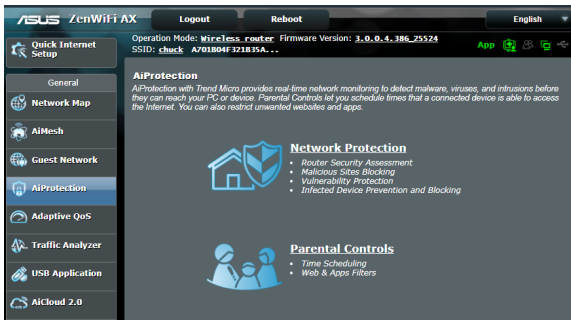 ASUS ZenWiFi AX Logout Reboot English
Quick Internet Setup
Operation Mode: Wireless router Firmware Version: 3.0.0.4.386_25524
SSID: chuck A701B04F321B35A...
App
General
Network Map
AiMesh
Guest Network
AiProtection
Adaptive QoS
Traffic Analyzer
USB Application
AiCloud 2.0
AiProtection
AiProtection with Trend Micro provides real-time network monitoring to detect malware, viruses, and intrusions before
they can reach your PC or device. Parental Controls let you schedule times that a connected device is able to access
the Internet. You can also restrict unwanted websites and apps.
Network Protection
Router Security Assessment
Malicious Sites Blocking
Vulnerability Protection
Infected Device Prevention and Blocking
Parental Controls
Time Scheduling
Web & Apps Filters